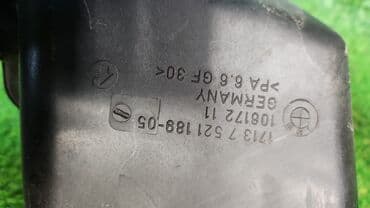 1713 7 521 189-05
108172 11
GERMANY
>PA 6.6 GF 30<